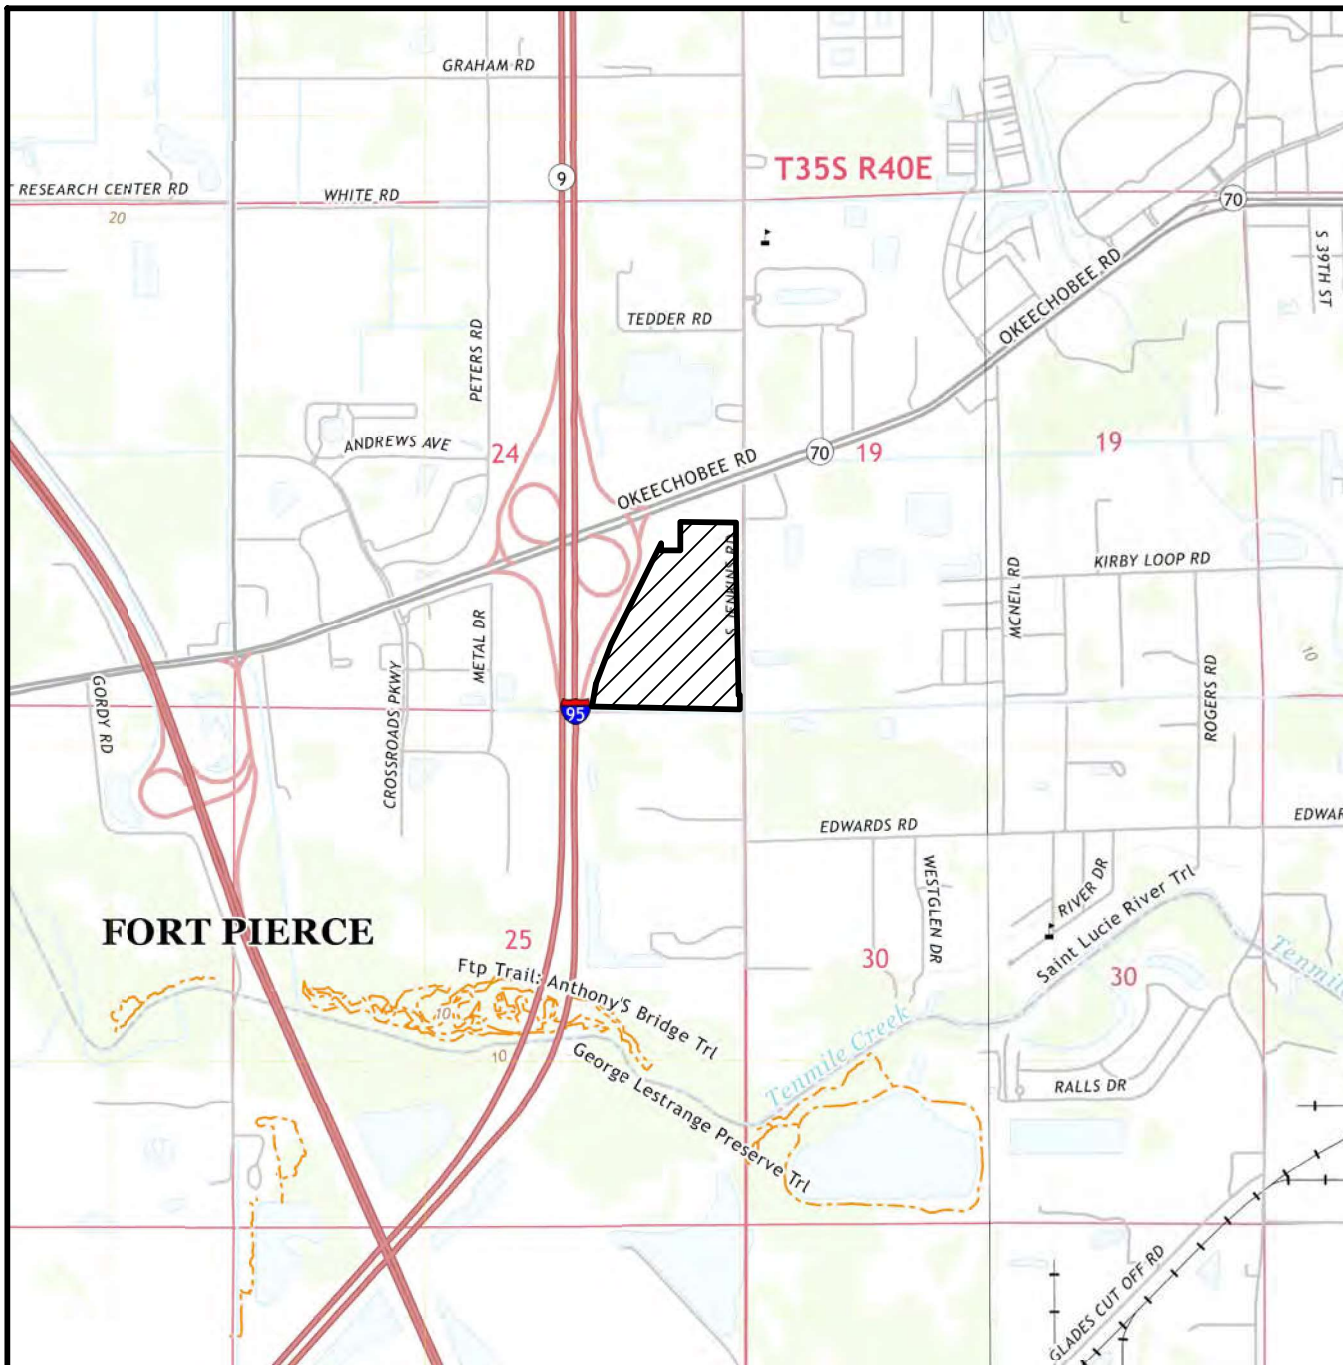 GRAHAM RD
T35S R40E
9
T RESEARCH CENTER RD
WHITE RD
20
70
S 39TH ST
OKEECHOBEE RD
TEDDER RD
PETERS RD
ANDREWS AVE
24
OKEECHOBEE RD
70
19
19
S JENKINS RD
KIRBY LOOP RD
MCNEIL RD
METAL DR
CROSSROADS PKWY
GORDY RD
95
ROGERS RD
10
EDWARDS RD
EDWAR
WESTGLEN DR
RIVER DR
Saint Lucie River Trl
FORT PIERCE
25
30
30
Tenmil
Ftp Trail: Anthony'S Bridge Trl
10
10
George Lestrange Preserve Trl
Tenmile Creek
RALLS DR
GLADES CUT OFF RD